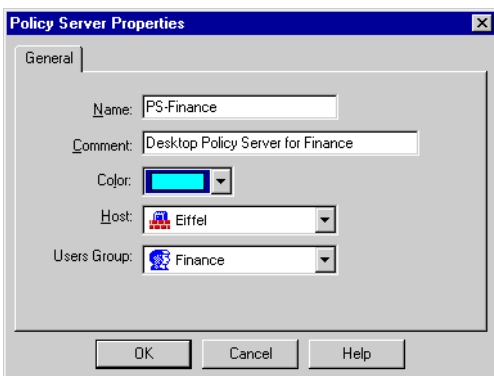 Policy Server Properties
General
Name: PS-Finance
Comment: Desktop Policy Server for Finance
Color:
Host: Eiffel
Users Group: Finance
OK Cancel Help